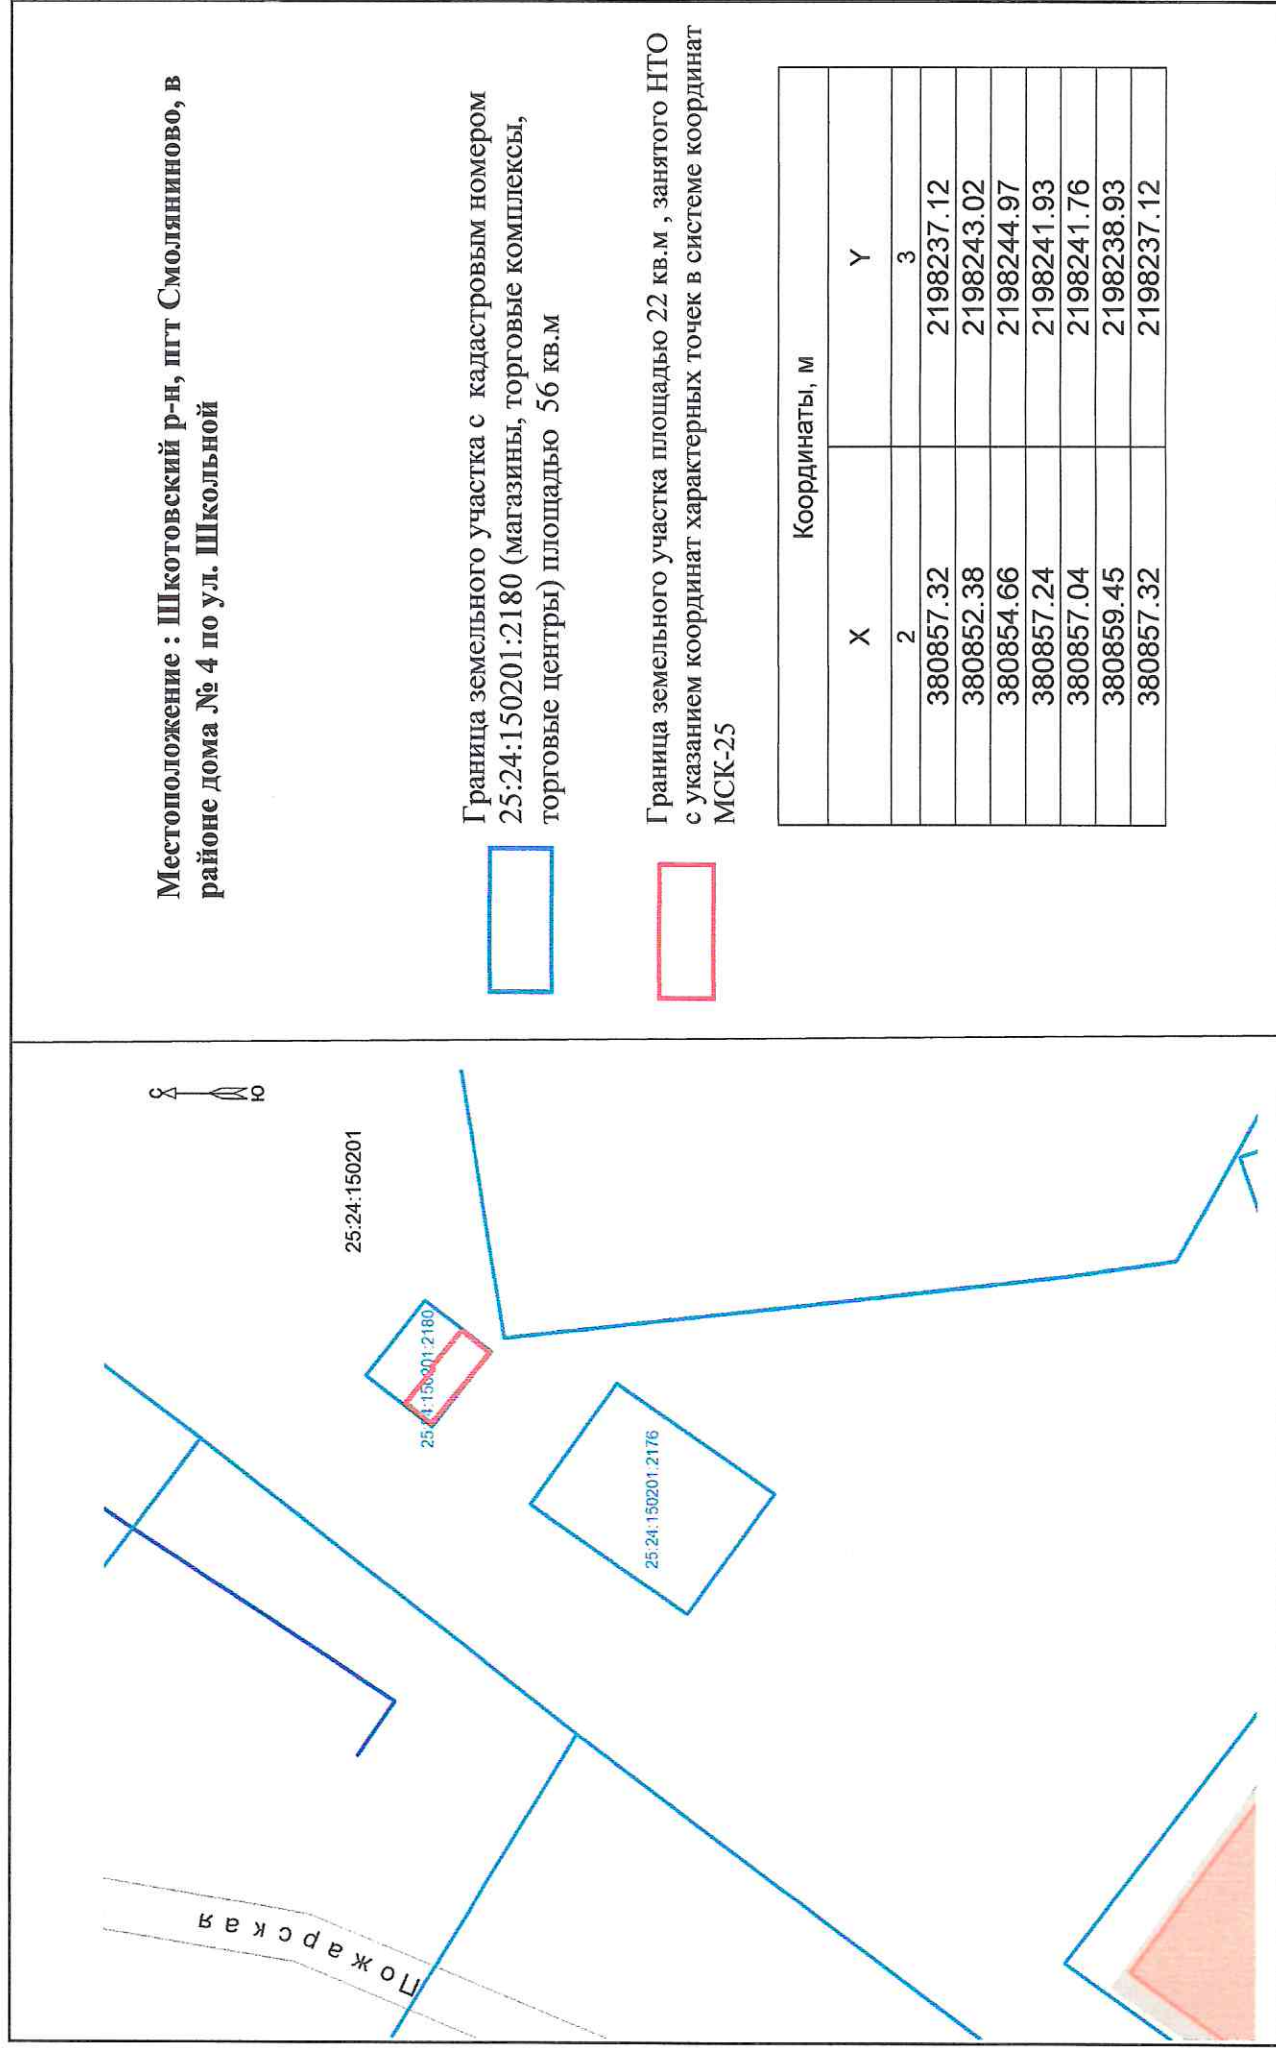 Местоположение : Шкотовский р-н, пгт Смоляниново, в
районе дома № 4 по ул. Школьной
Граница земельного участка с кадастровым номером
25:24:150201:2180 (магазины, торговые комплексы,
торговые центры) площадью 56 кв.м
Граница земельного участка площадью 22 кв.м , занятого НТО
с указанием координат характерных точек в системе координат
МСК-25
Координаты, м
X Y
2 3
380857.32 2198237.12
380852.38 2198243.02
380854.66 2198244.97
380857.24 2198241.93
380857.04 2198241.76
380859.45 2198238.93
380857.32 2198237.12
С
Ю
25:24:150201
25:24:150201:2180
25:24:150201:2176
Пожарская